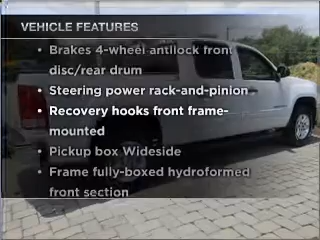 VEHICLE FEATURES
• Brakes 4-wheel antilock front
disc/rear drum
• Steering power rack-and-pinion
• Recovery hooks front frame-
mounted
• Pickup box Wideside
• Frame fully-boxed hydroformed
front section